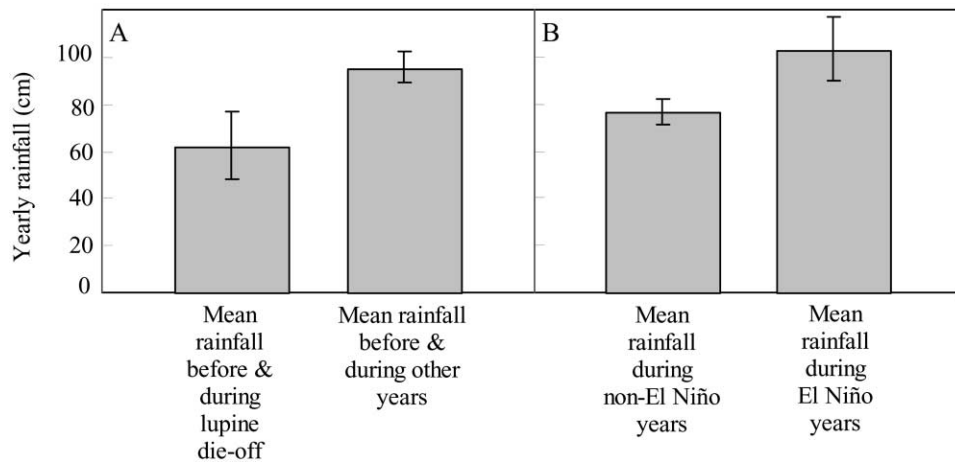 A
B
Yearly rainfall (cm)
100
80
60
40
20
0
Mean
rainfall
before &
during
lupine
die-off
Mean rainfall
before &
during other
years
Mean
rainfall
during
non-El Niño
years
Mean
rainfall
during
El Niño
years